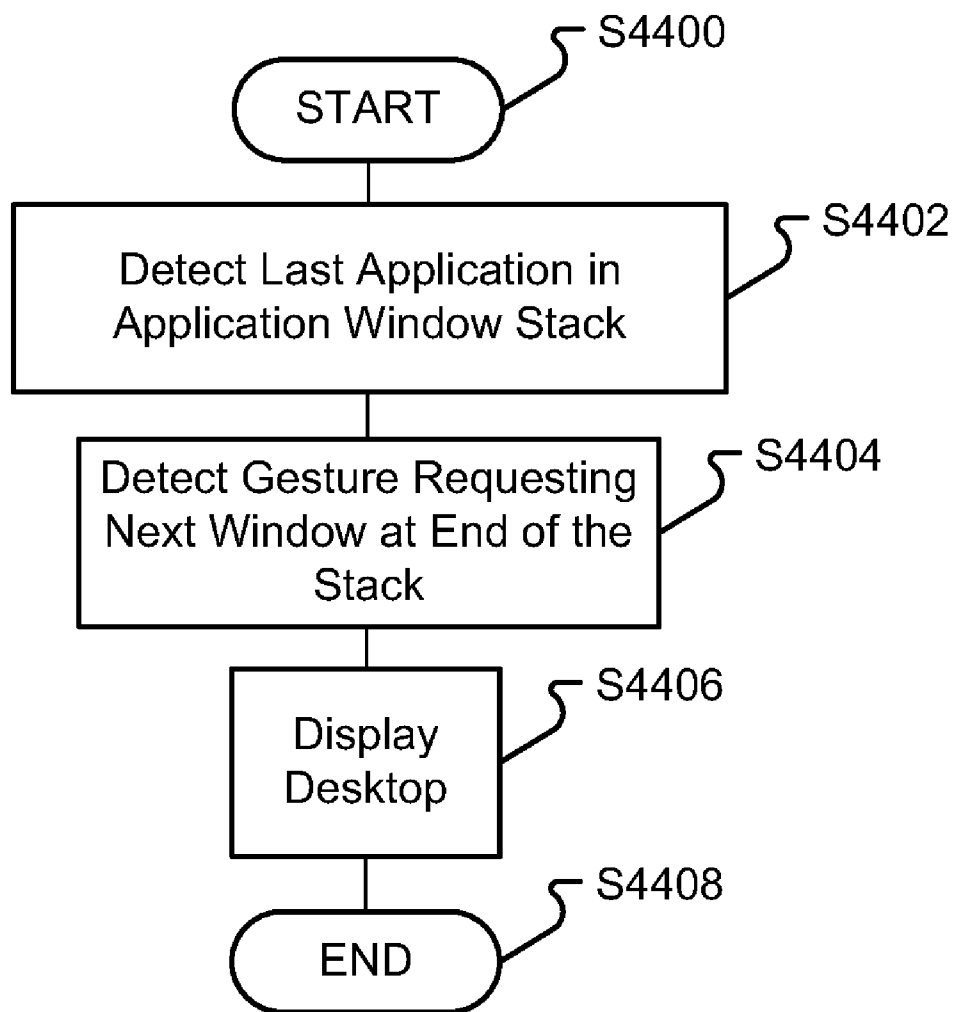 S4400
START
S4402
Detect Last Application in
Application Window Stack
S4404
Detect Gesture Requesting
Next Window at End of the
Stack
S4406
Display
Desktop
S4408
END